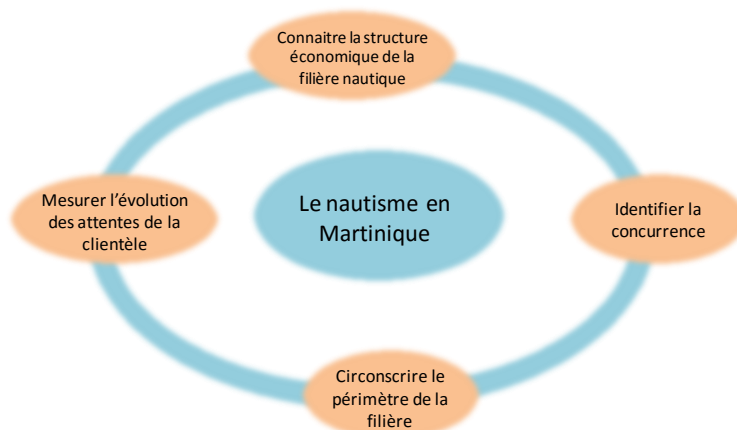 Connaitre la structure
économique de la
filière nautique
Mesurer l’évolution
des attentes de la
clientèle
Le nautisme en
Martinique
Identifier la
concurrence
Circonscrire le
périmètre de la
filière